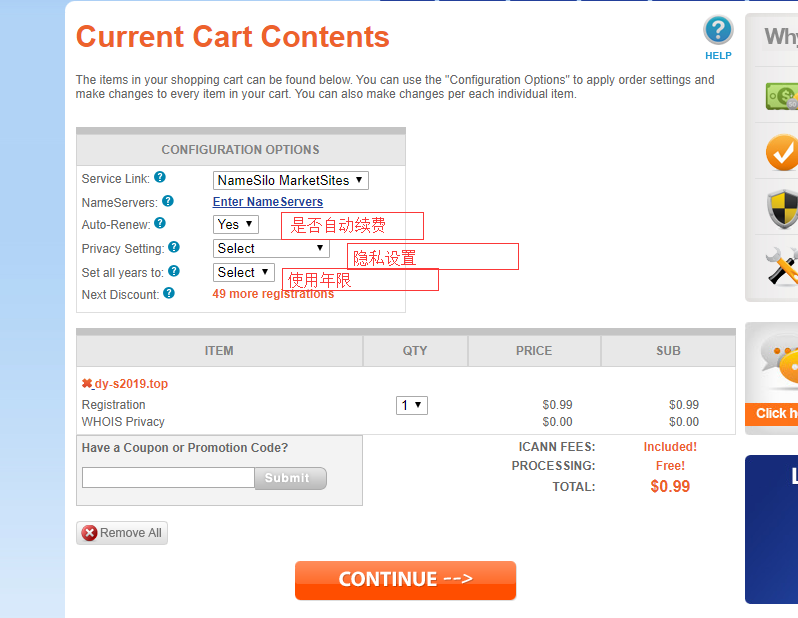 Current Cart Contents
HELP
The items in your shopping cart can be found below. You can use the "Configuration Options" to apply order settings and
make changes to every item in your cart. You can also make changes per each individual item.
CONFIGURATION OPTIONS
Service Link: NameSilo MarketSites
NameServers: Enter NameServers
Auto-Renew: Yes 是否自动续费
Privacy Setting: Select 隐私设置
Set all years to: Select 使用年限
Next Discount: 49 more registrations
ITEM QTY PRICE SUB
dy-s2019.top
Registration 1 $0.99 $0.99
WHOIS Privacy $0.00 $0.00
Have a Coupon or Promotion Code?
Submit
ICANN FEES: Included!
PROCESSING: Free!
TOTAL: $0.99
Remove All
CONTINUE -->
Why
Click h
L